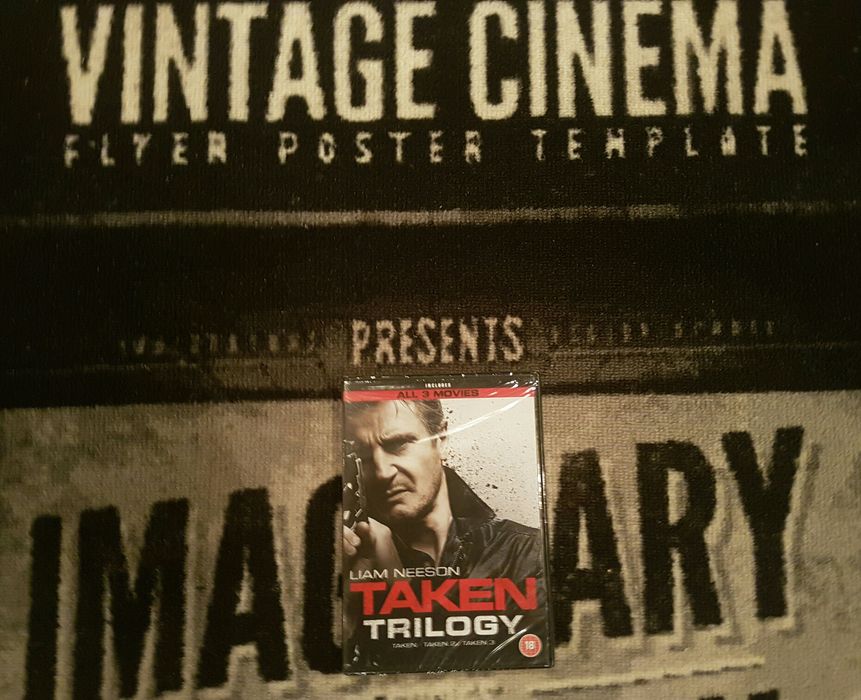 VINTAGE CINEMA
FLYER POSTER TEMPLATE
PRESENTS
INCLUDES
ALL 3 MOVIES
LIAM NEESON
TAKEN
TRILOGY
TAKEN TAKEN 2 TAKEN 3
18